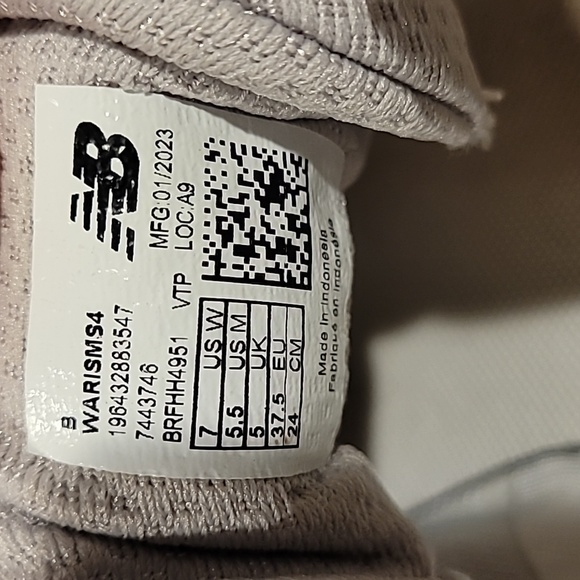 B
WARISMS4
196432883547
7443746
BRFHH4951 VTP
NB
MFG:01/2023
LOC:A9
7 US W
5.5 US M
5 UK
37.5 EU
24 CM
Made in Indonesia
Fabriqué en Indonésie